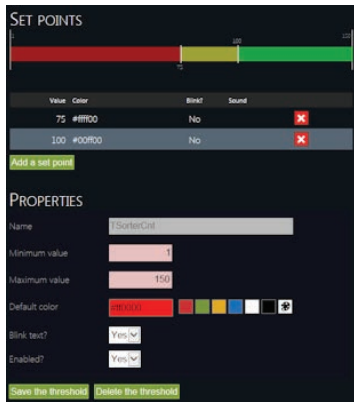 SET POINTS
1 100 150
75
Value Color Blink? Sound
75 #ffff00 No
100 #00ff00 No
Add a set point
PROPERTIES
Name TSorterCnt
Minimum value 1
Maximum value 150
Default color #ff0000
Blink text? Yes
Enabled? Yes
Save the threshold Delete the threshold